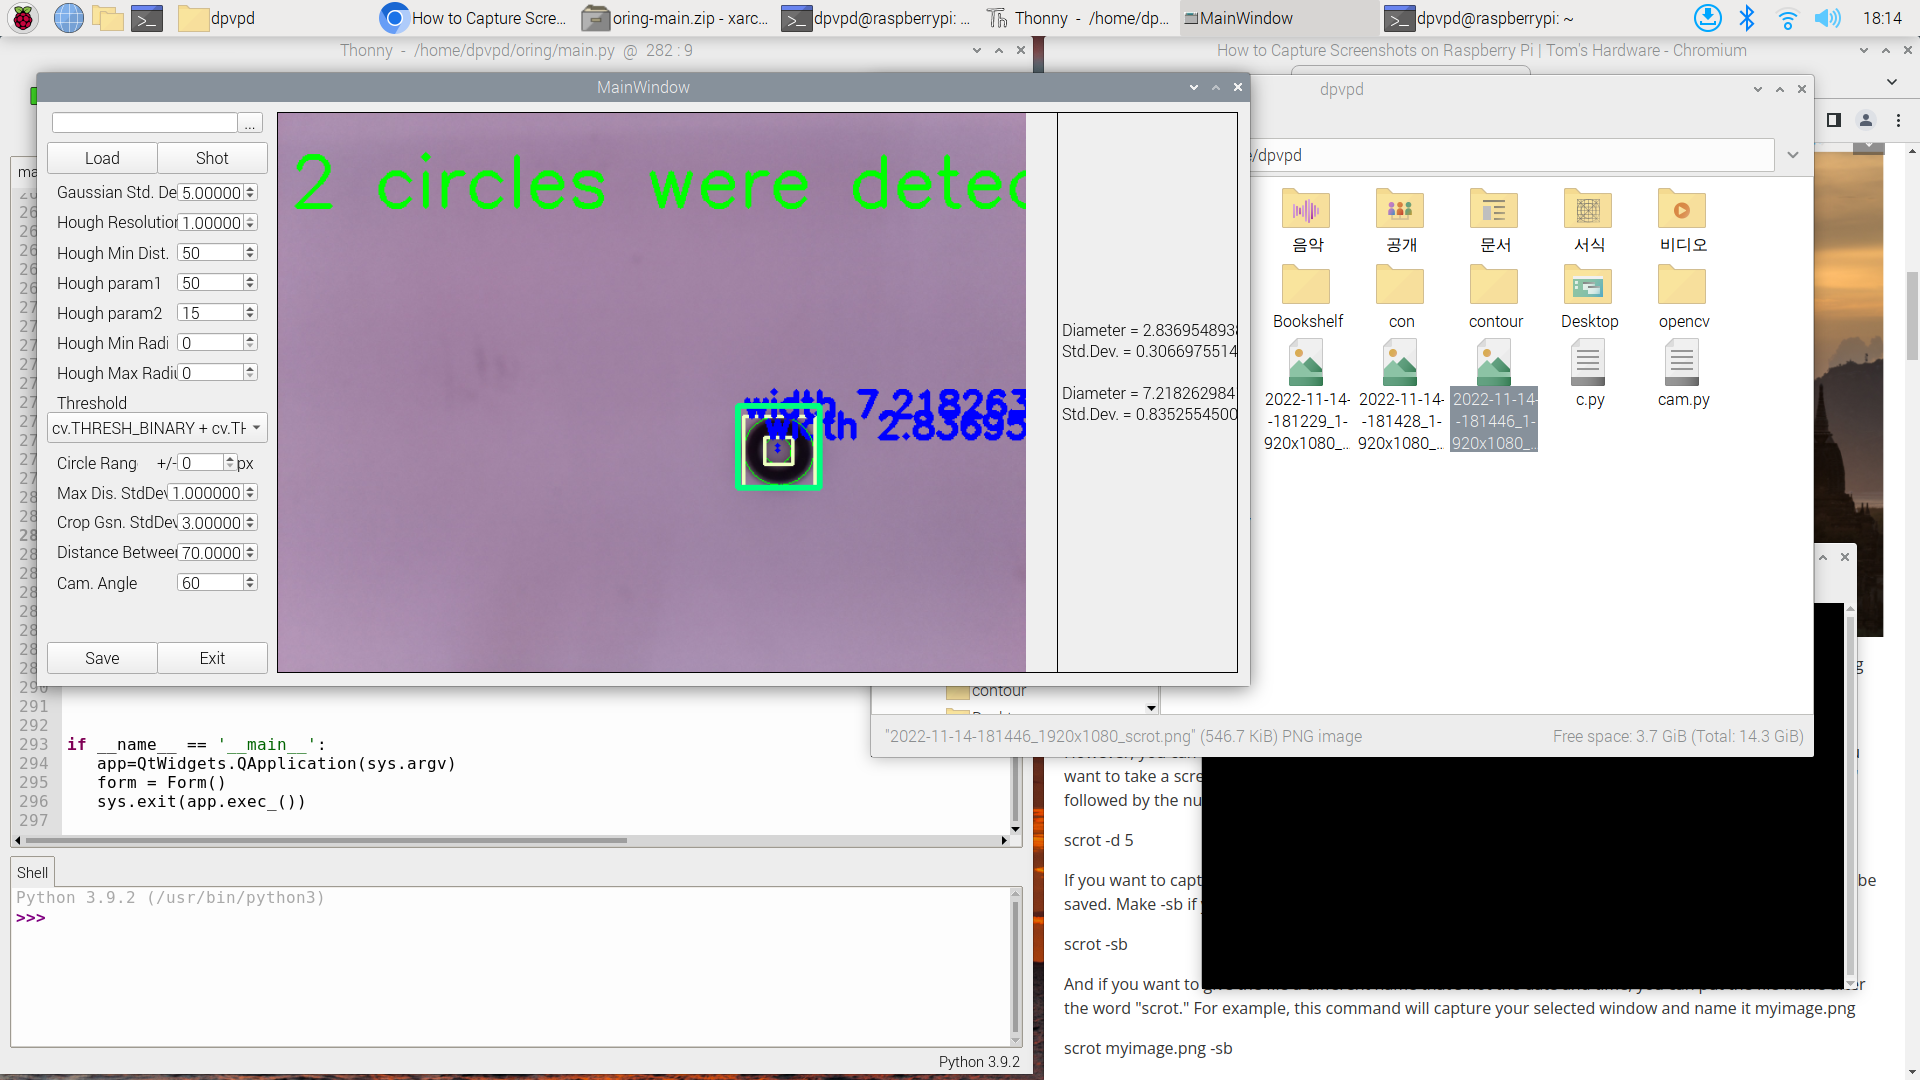 dpvpd
How to Capture Scre...
oring-main.zip - xarc...
dpvpd@raspberrypi: ...
Thonny - /home/dp...
MainWindow
dpvpd@raspberrypi: ~
18:14
Thonny - /home/dpvpd/oring/main.py @ 282 : 9
How to Capture Screenshots on Raspberry Pi | Tom's Hardware - Chromium
MainWindow
...
Load
Shot
Gaussian Std. De
5.00000
Hough Resolution
1.00000
Hough Min Dist.
50
Hough param1
50
Hough param2
15
Hough Min Radi
0
Hough Max Radiu
0
Threshold
cv.THRESH_BINARY + cv.TH
Circle Rang
+/-
0
px
Max Dis. StdDev
1.000000
Crop Gsn. StdDev
3.00000
Distance Between
70.0000
Cam. Angle
60
Save
Exit
2 circles were detec
width 7.218263
width 2.83695
Diameter = 2.8369548938
Std.Dev. = 0.3066975514
Diameter = 7.218262984
Std.Dev. = 0.8352554500
dpvpd
e/dpvpd
음악
공개
문서
서식
비디오
Bookshelf
con
contour
Desktop
opencv
2022-11-14-
-181229_1-
920x1080_...
2022-11-14-
-181428_1-
920x1080_...
2022-11-14-
-181446_1-
920x1080_...
c.py
cam.py
contour
"2022-11-14-181446_1920x1080_scrot.png" (546.7 KiB) PNG image
Free space: 3.7 GiB (Total: 14.3 GiB)
290
291
292
293 if __name__ == '__main__':
294 app=QtWidgets.QApplication(sys.argv)
295 form = Form()
296 sys.exit(app.exec_())
297
Shell
Python 3.9.2 (/usr/bin/python3)
>>>
Python 3.9.2
want to take a scre
followed by the nu
scrot -d 5
If you want to capt
be
saved. Make -sb if
scrot -sb
And if you want to
the word "scrot." For example, this command will capture your selected window and name it myimage.png
scrot myimage.png -sb